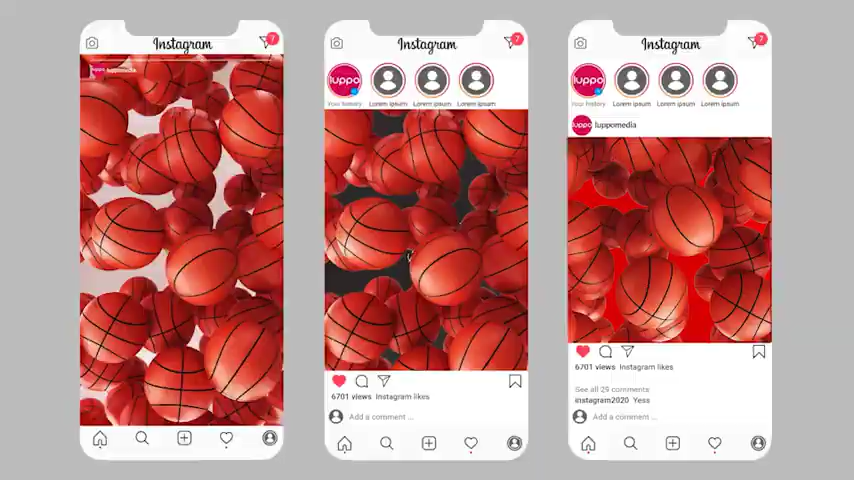 Instagram
7
luppomedia
Instagram
7
luppo
Your history
Lorem ipsum
Lorem ipsum
Lorem ipsum
6701 views Instagram likes
Add a comment ...
Instagram
7
luppo
Your history
Lorem ipsum
Lorem ipsum
Lorem ipsum
luppo
luppomedia
6701 views Instagram likes
See all 29 comments
instagram2020 Yess
Add a comment ...